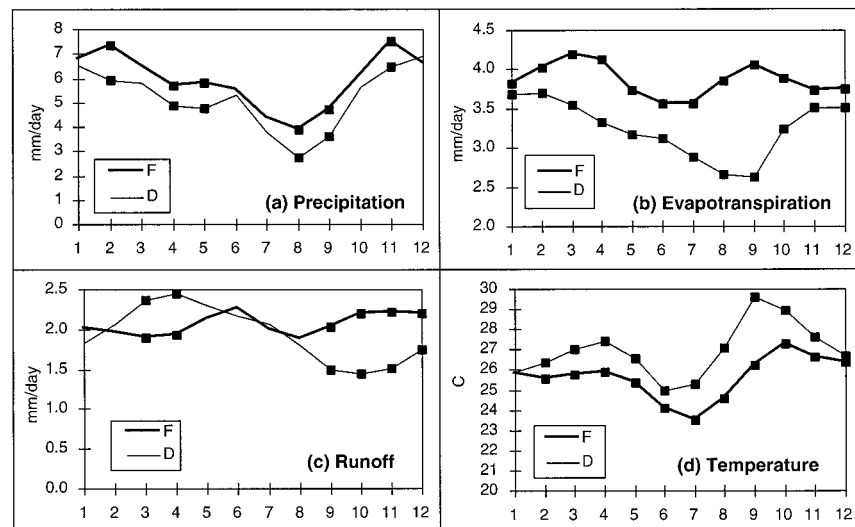 8
7
6
5
4
3
2
1
0
mm/day
F
D
(a) Precipitation
1 2 3 4 5 6 7 8 9 10 11 12
4.5
4.0
3.5
3.0
2.5
2.0
mm/day
F
D
(b) Evapotranspiration
1 2 3 4 5 6 7 8 9 10 11 12
2.5
2.0
1.5
1.0
0.5
0.0
mm/day
F
D
(c) Runoff
1 2 3 4 5 6 7 8 9 10 11 12
30
29
28
27
26
25
24
23
22
21
20
C
F
D
(d) Temperature
1 2 3 4 5 6 7 8 9 10 11 12